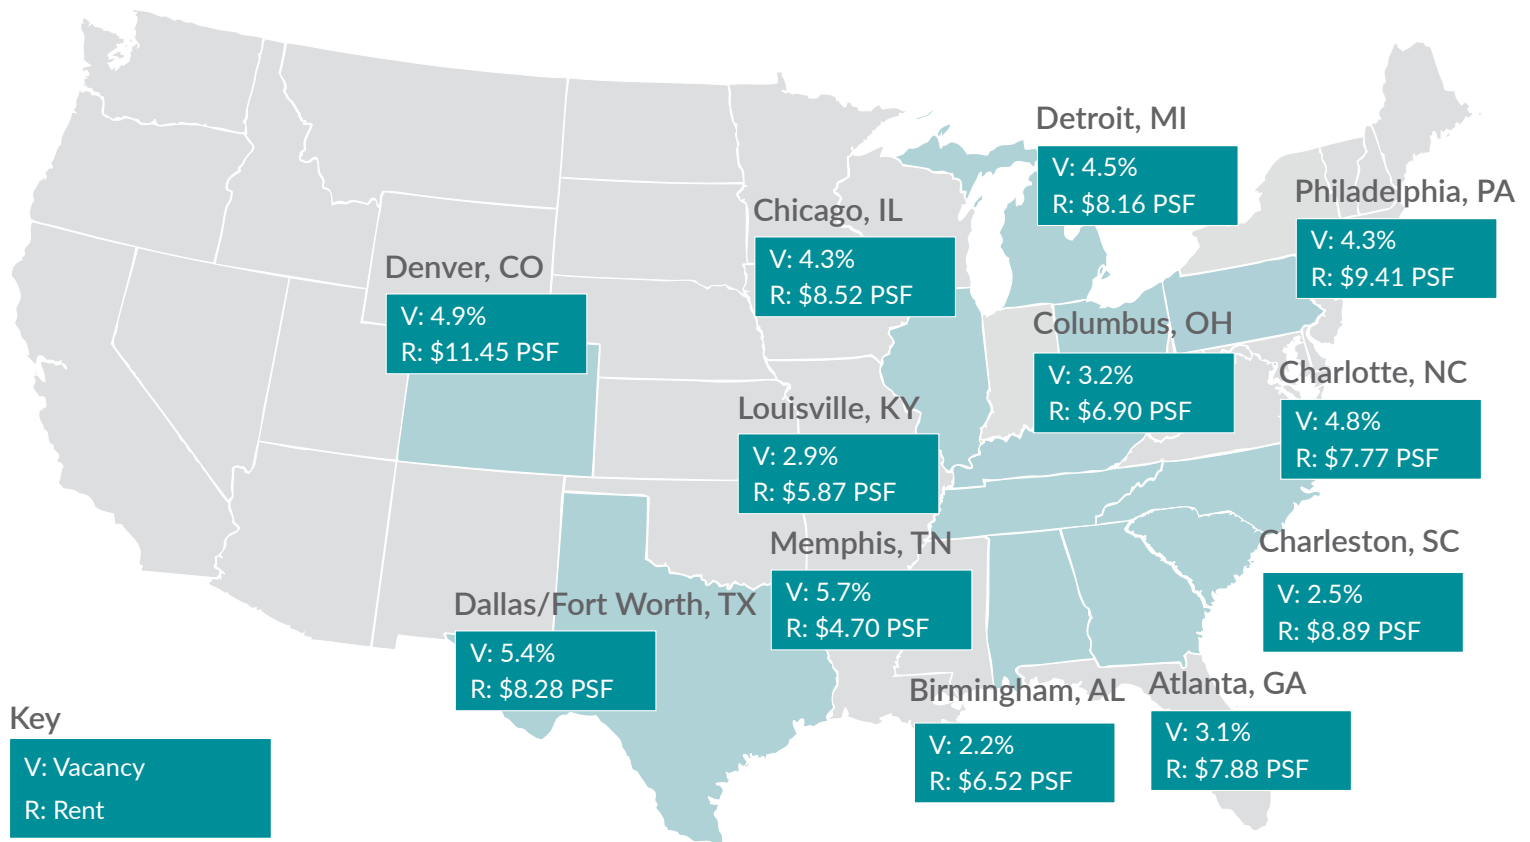 Detroit, MI
V: 4.5%
R: $8.16 PSF
Philadelphia, PA
V: 4.3%
R: $9.41 PSF
Chicago, IL
V: 4.3%
R: $8.52 PSF
Denver, CO
V: 4.9%
R: $11.45 PSF
Columbus, OH
V: 3.2%
R: $6.90 PSF
Charlotte, NC
V: 4.8%
R: $7.77 PSF
Louisville, KY
V: 2.9%
R: $5.87 PSF
Memphis, TN
V: 5.7%
R: $4.70 PSF
Charleston, SC
V: 2.5%
R: $8.89 PSF
Dallas/Fort Worth, TX
V: 5.4%
R: $8.28 PSF
Birmingham, AL
V: 2.2%
R: $6.52 PSF
Atlanta, GA
V: 3.1%
R: $7.88 PSF
Key
V: Vacancy
R: Rent